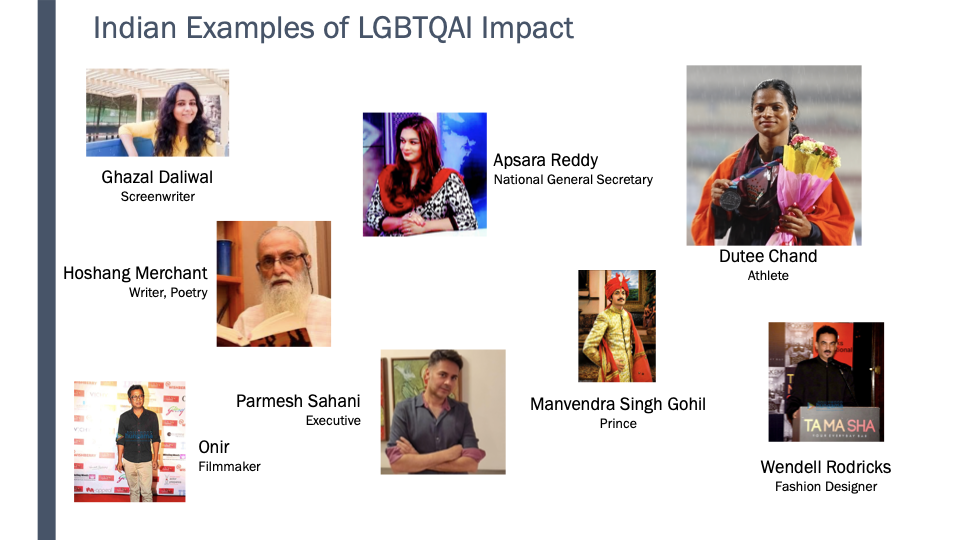 Indian Examples of LGBTQAI Impact
Ghazal Daliwal
Screenwriter
Apsara Reddy
National General Secretary
Dutee Chand
Athlete
Hoshang Merchant
Writer, Poetry
Parmesh Sahani
Executive
Manvendra Singh Gohil
Prince
TAMASHA
Onir
Filmmaker
Wendell Rodricks
Fashion Designer